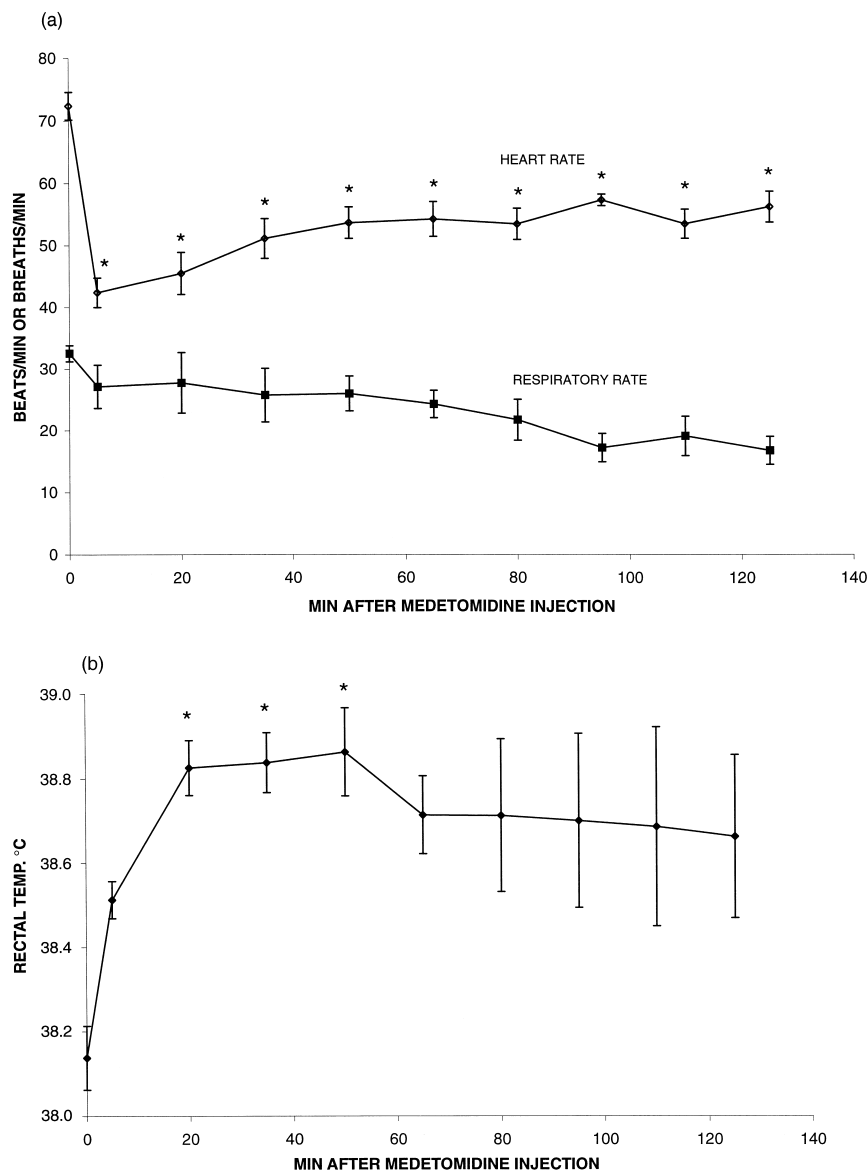 (a)
80
70
*
*
*
*
*
*
*
*
*
HEART RATE
60
50
40
30
RESPIRATORY RATE
20
10
0
BEATS/MIN OR BREATHS/MIN
0 20 40 60 80 100 120 140
MIN AFTER MEDETOMIDINE INJECTION
(b)
39.0
* * *
38.8
38.6
38.4
38.2
38.0
RECTAL TEMP. °C
0 20 40 60 80 100 120 140
MIN AFTER MEDETOMIDINE INJECTION